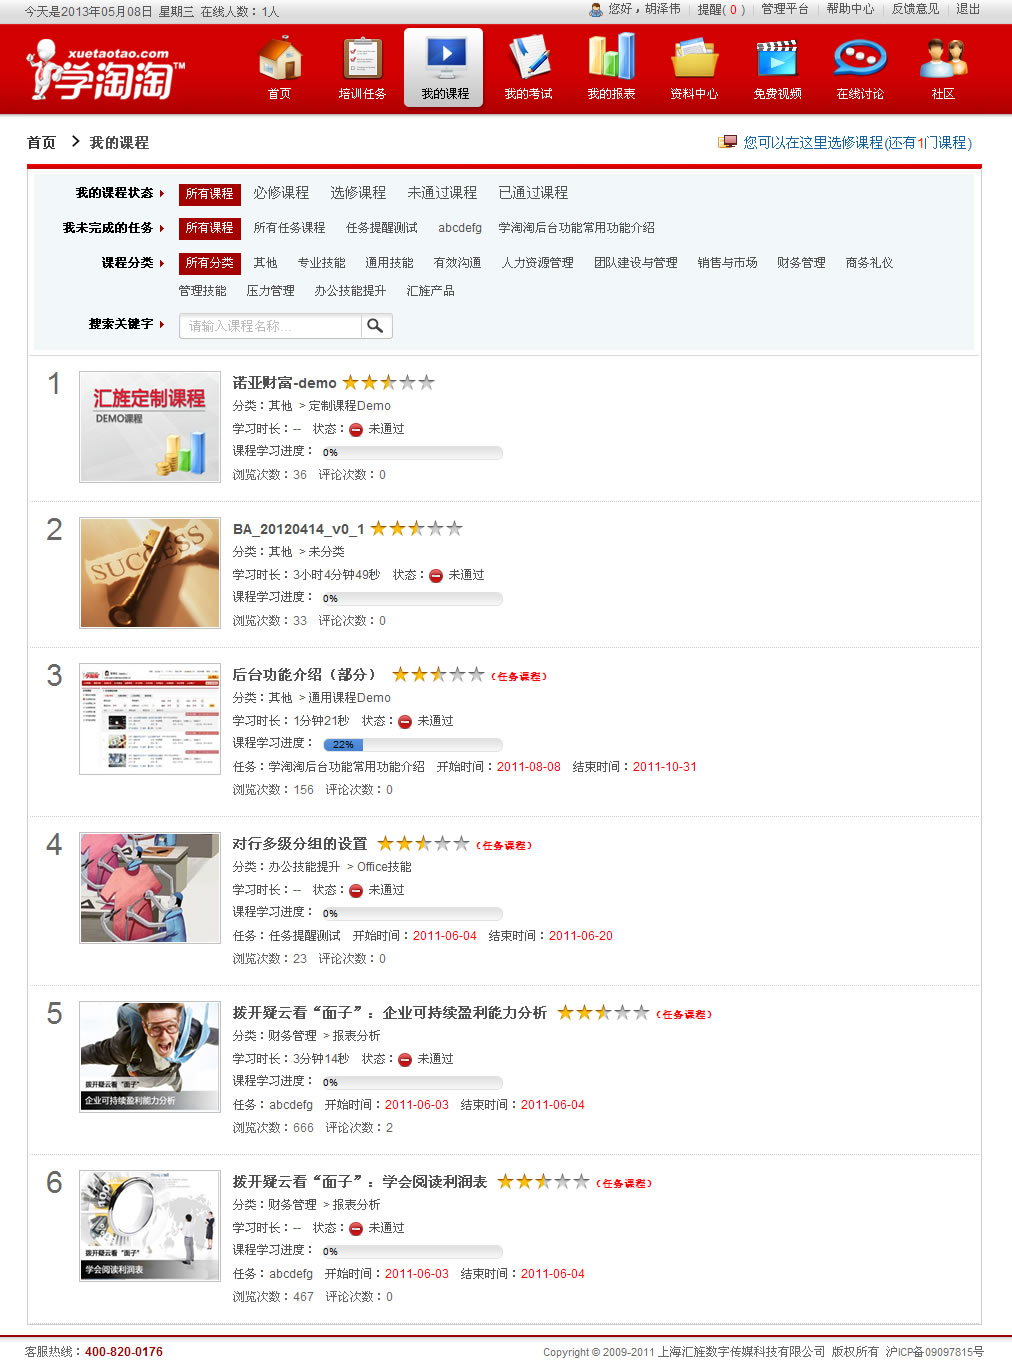 今天是2013年05月08日 星期三 在线人数：1人
您好，胡泽伟 | 提醒( 0 ) | 管理平台 | 帮助中心 | 反馈意见 | 退出
xuetaotao.com
学淘淘™
首页 培训任务 我的课程 我的考试 我的报表 资料中心 免费视频 在线讨论 社区
首页 > 我的课程
您可以在这里选修课程(还有1门课程)
我的课程状态 所有课程 必修课程 选修课程 未通过课程 已通过课程
我未完成的任务 所有课程 所有任务课程 任务提醒测试 abcdefg 学淘淘后台功能常用功能介绍
课程分类 所有分类 其他 专业技能 通用技能 有效沟通 人力资源管理 团队建设与管理 销售与市场 财务管理 商务礼仪
管理技能 压力管理 办公技能提升 汇旌产品
搜索关键字 请输入课程名称...
1
汇旌定制课程
DEMO课程
诺亚财富-demo
分类：其他 > 定制课程Demo
学习时长：-- 状态： 未通过
课程学习进度： 0%
浏览次数：36 评论次数：0
2
SUCCESS
BA_20120414_v0_1
分类：其他 > 未分类
学习时长：3小时4分钟49秒 状态： 未通过
课程学习进度： 0%
浏览次数：33 评论次数：0
3
后台功能介绍（部分） （任务课程）
分类：其他 > 通用课程Demo
学习时长：1分钟21秒 状态： 未通过
课程学习进度： 22%
任务：学淘淘后台功能常用功能介绍 开始时间：2011-08-08 结束时间：2011-10-31
浏览次数：156 评论次数：0
4
对行多级分组的设置 （任务课程）
分类：办公技能提升 > Office技能
学习时长：-- 状态： 未通过
课程学习进度： 0%
任务：任务提醒测试 开始时间：2011-06-04 结束时间：2011-06-20
浏览次数：23 评论次数：0
5
拨开疑云看“面子”
企业可持续盈利能力分析
拨开疑云看“面子”：企业可持续盈利能力分析 （任务课程）
分类：财务管理 > 报表分析
学习时长：3分钟14秒 状态： 未通过
课程学习进度： 0%
任务：abcdefg 开始时间：2011-06-03 结束时间：2011-06-04
浏览次数：666 评论次数：2
6
拨开疑云看“面子”
学会阅读利润表
拨开疑云看“面子”：学会阅读利润表 （任务课程）
分类：财务管理 > 报表分析
学习时长：-- 状态： 未通过
课程学习进度： 0%
任务：abcdefg 开始时间：2011-06-03 结束时间：2011-06-04
浏览次数：467 评论次数：0
客服热线：400-820-0176
Copyright © 2009-2011 上海汇旌数字传媒科技有限公司 版权所有 沪ICP备09097815号